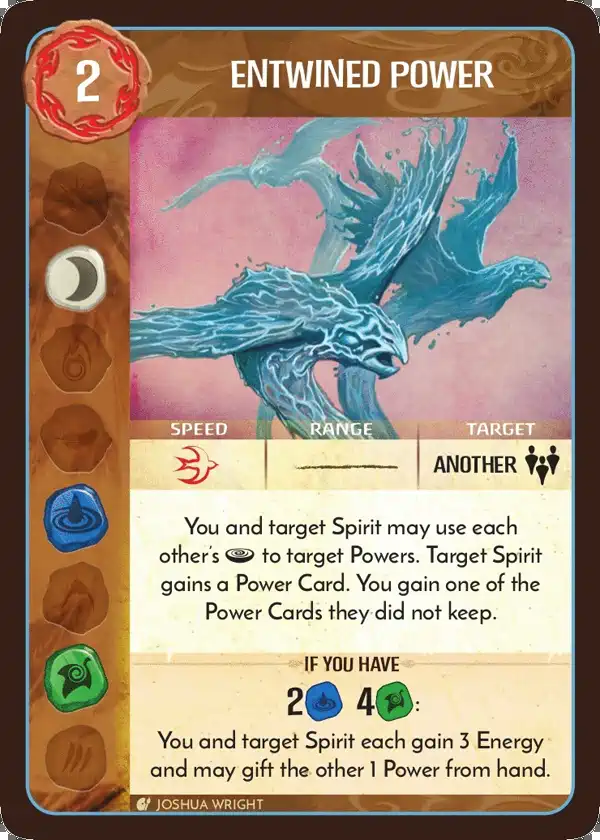 2
ENTWINED POWER
SPEED RANGE TARGET
ANOTHER
You and target Spirit may use each
other's to target Powers. Target Spirit
gains a Power Card. You gain one of the
Power Cards they did not keep.
IF YOU HAVE
2 4 :
You and target Spirit each gain 3 Energy
and may gift the other 1 Power from hand.
JOSHUA WRIGHT